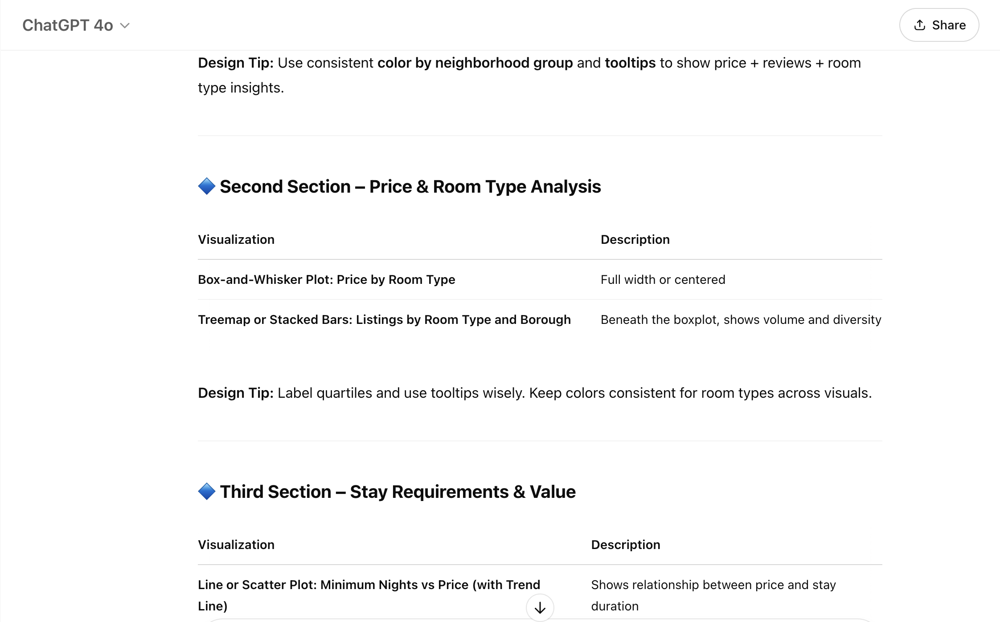 ChatGPT 4o
Share
Design Tip: Use consistent color by neighborhood group and tooltips to show price + reviews + room
type insights.
Second Section – Price & Room Type Analysis
Visualization Description
Box-and-Whisker Plot: Price by Room Type Full width or centered
Treemap or Stacked Bars: Listings by Room Type and Borough Beneath the boxplot, shows volume and diversity
Design Tip: Label quartiles and use tooltips wisely. Keep colors consistent for room types across visuals.
Third Section – Stay Requirements & Value
Visualization Description
Line or Scatter Plot: Minimum Nights vs Price (with Trend Shows relationship between price and stay
Line) duration